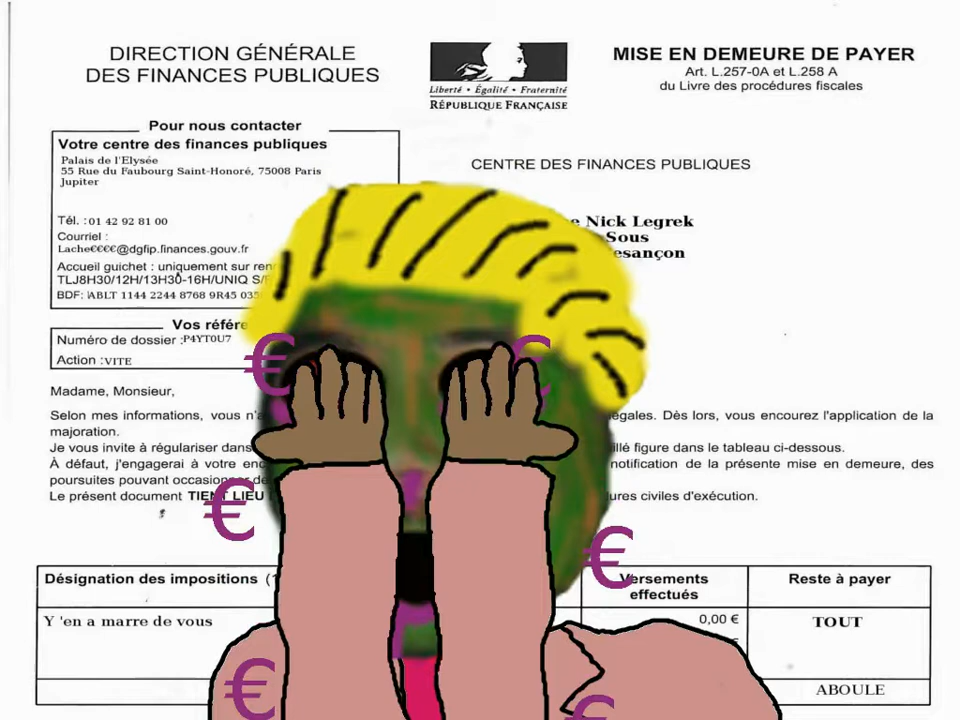 DIRECTION GÉNÉRALE
DES FINANCES PUBLIQUES
Liberté • Égalité • Fraternité
RÉPUBLIQUE FRANÇAISE
MISE EN DEMEURE DE PAYER
Art. L.257-0A et L.258 A
du Livre des procédures fiscales
Pour nous contacter
Votre centre des finances publiques
Palais de l'Elysée
55 Rue du Faubourg Saint-Honoré, 75008 Paris
Jupiter
Tél. : 01 42 92 81 00
Courriel :
Lache€€€€@dgfip.finances.gouv.fr
Accueil guichet : uniquement sur
TLJ8H30/12H/13H30-16H/UNIQ
BDF: ABLT 1144 2244 8768 9R45
CENTRE DES FINANCES PUBLIQUES
Nick Legrek
Sous
Vos
Numéro de dossier : P4YT0U7
Action : VITE
Madame, Monsieur,
Selon mes informations, vous légales. Dès lors, vous encourez l'application de la
majoration.
Je vous invite à régulariser dans figure dans le tableau ci-dessous.
À défaut, j'engagerai à votre notification de la présente mise en demeure, des
poursuites pouvant
Le présent document TIENT LIEU civiles d'exécution.
Désignation des impositions
Versements
effectués
Reste à payer
Y 'en a marre de vous
0,00 €
TOUT
ABOULE
€
€
€
€
€
€